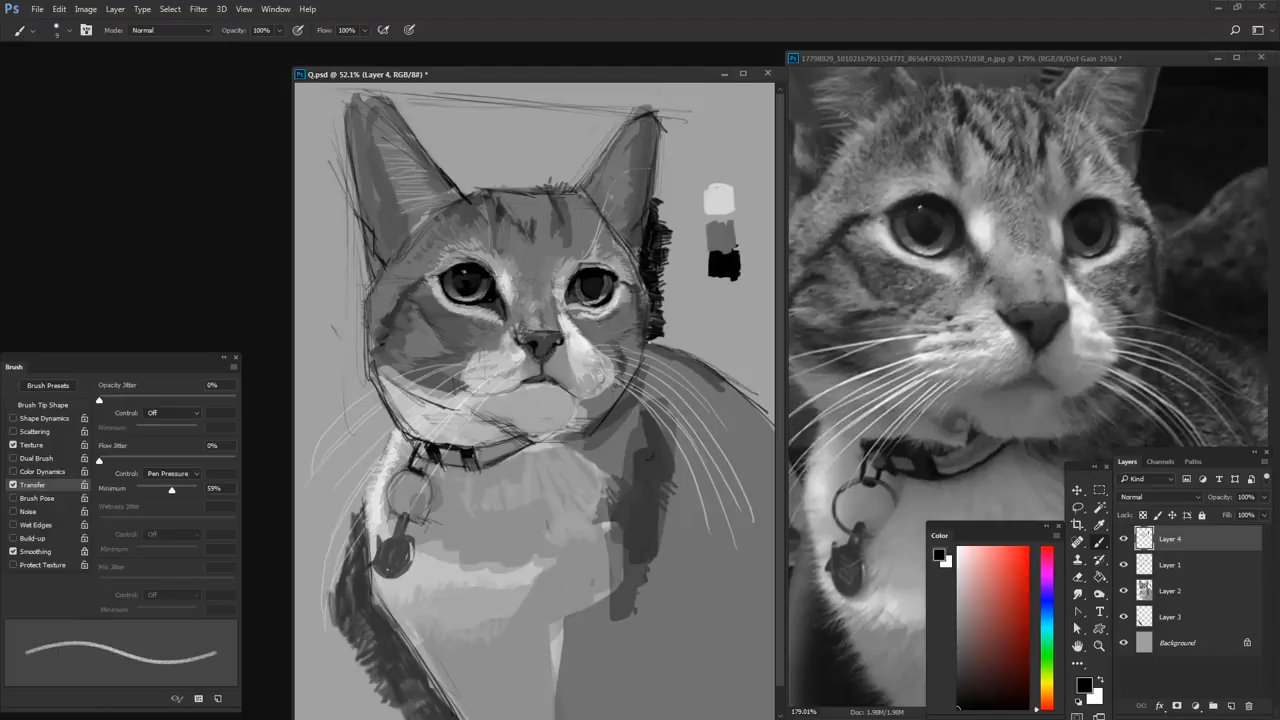 Ps File Edit Image Layer Type Select Filter 3D View Window Help
9 Mode: Normal Opacity: 100% Flow: 100%
Q.psd @ 52.1% (Layer 4, RGB/8#) *
17798929_10102167951524771_8656475927035571038_n.jpg @ 179% (RGB/8/Dot Gain 25%) *
Brush
Brush Presets
Brush Tip Shape
Shape Dynamics
Scattering
Texture
Dual Brush
Color Dynamics
Transfer
Brush Pose
Noise
Wet Edges
Build-up
Smoothing
Protect Texture
Opacity Jitter 0%
Control: Off
Minimum
Flow Jitter 0%
Control: Pen Pressure
Minimum 59%
Wetness Jitter
Control: Off
Minimum
Mix Jitter
Control: Off
Minimum
179.01% Doc: 1.98M/1.98M
Color
Layers Channels Paths
Kind
Normal Opacity: 100%
Lock: Fill: 100%
Layer 4
Layer 1
Layer 2
Layer 3
Background